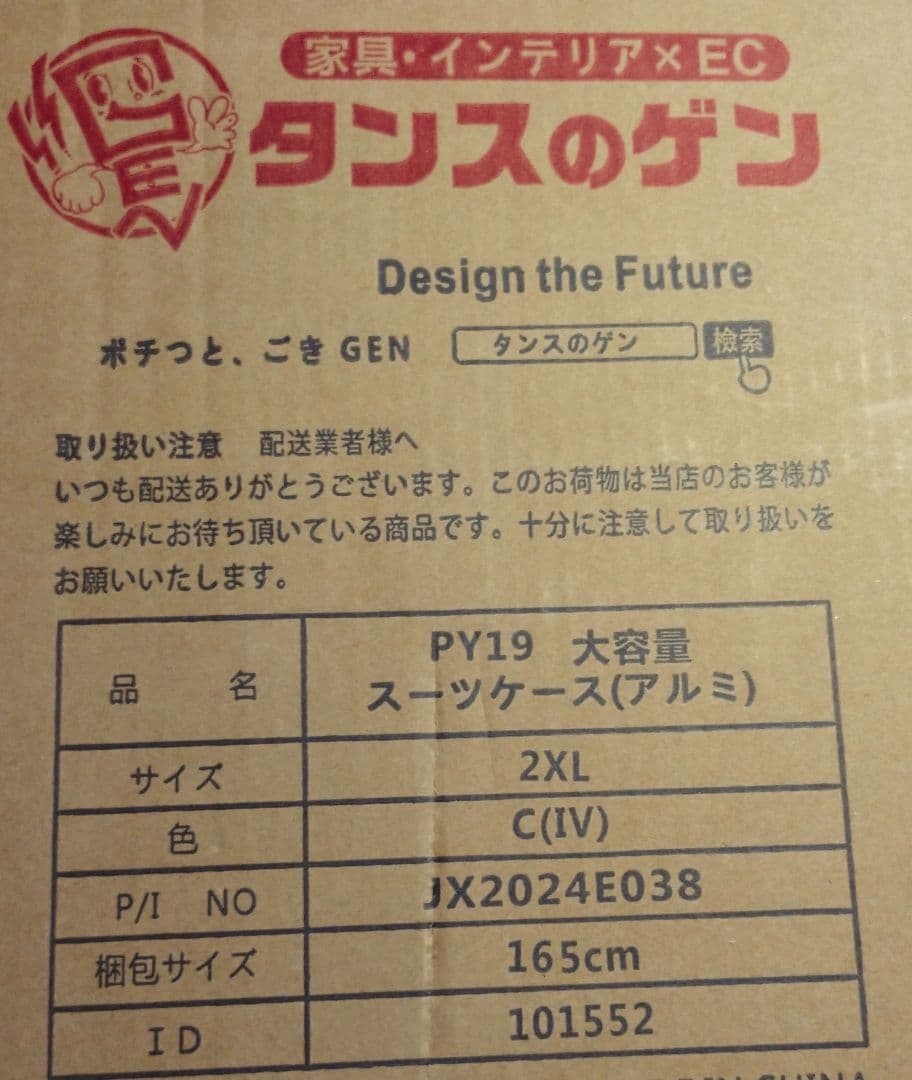 家具・インテリア×EC
タンスのゲン
GEN
Design the Future
ポチっと、ごきGEN タンスのゲン 檢索
取り扱い注意 配送業者様へ
いつも配送ありがとうございます。このお荷物は当店のお客様が
楽しみにお待ち頂いている商品です。十分に注意して取り扱いを
お願いいたします。
品名 PY19 大容量
スーツケース(アルミ)
サイズ 2XL
色 C(IV)
P/I NO JX2024E038
梱包サイズ 165cm
ID 101552
CHINA